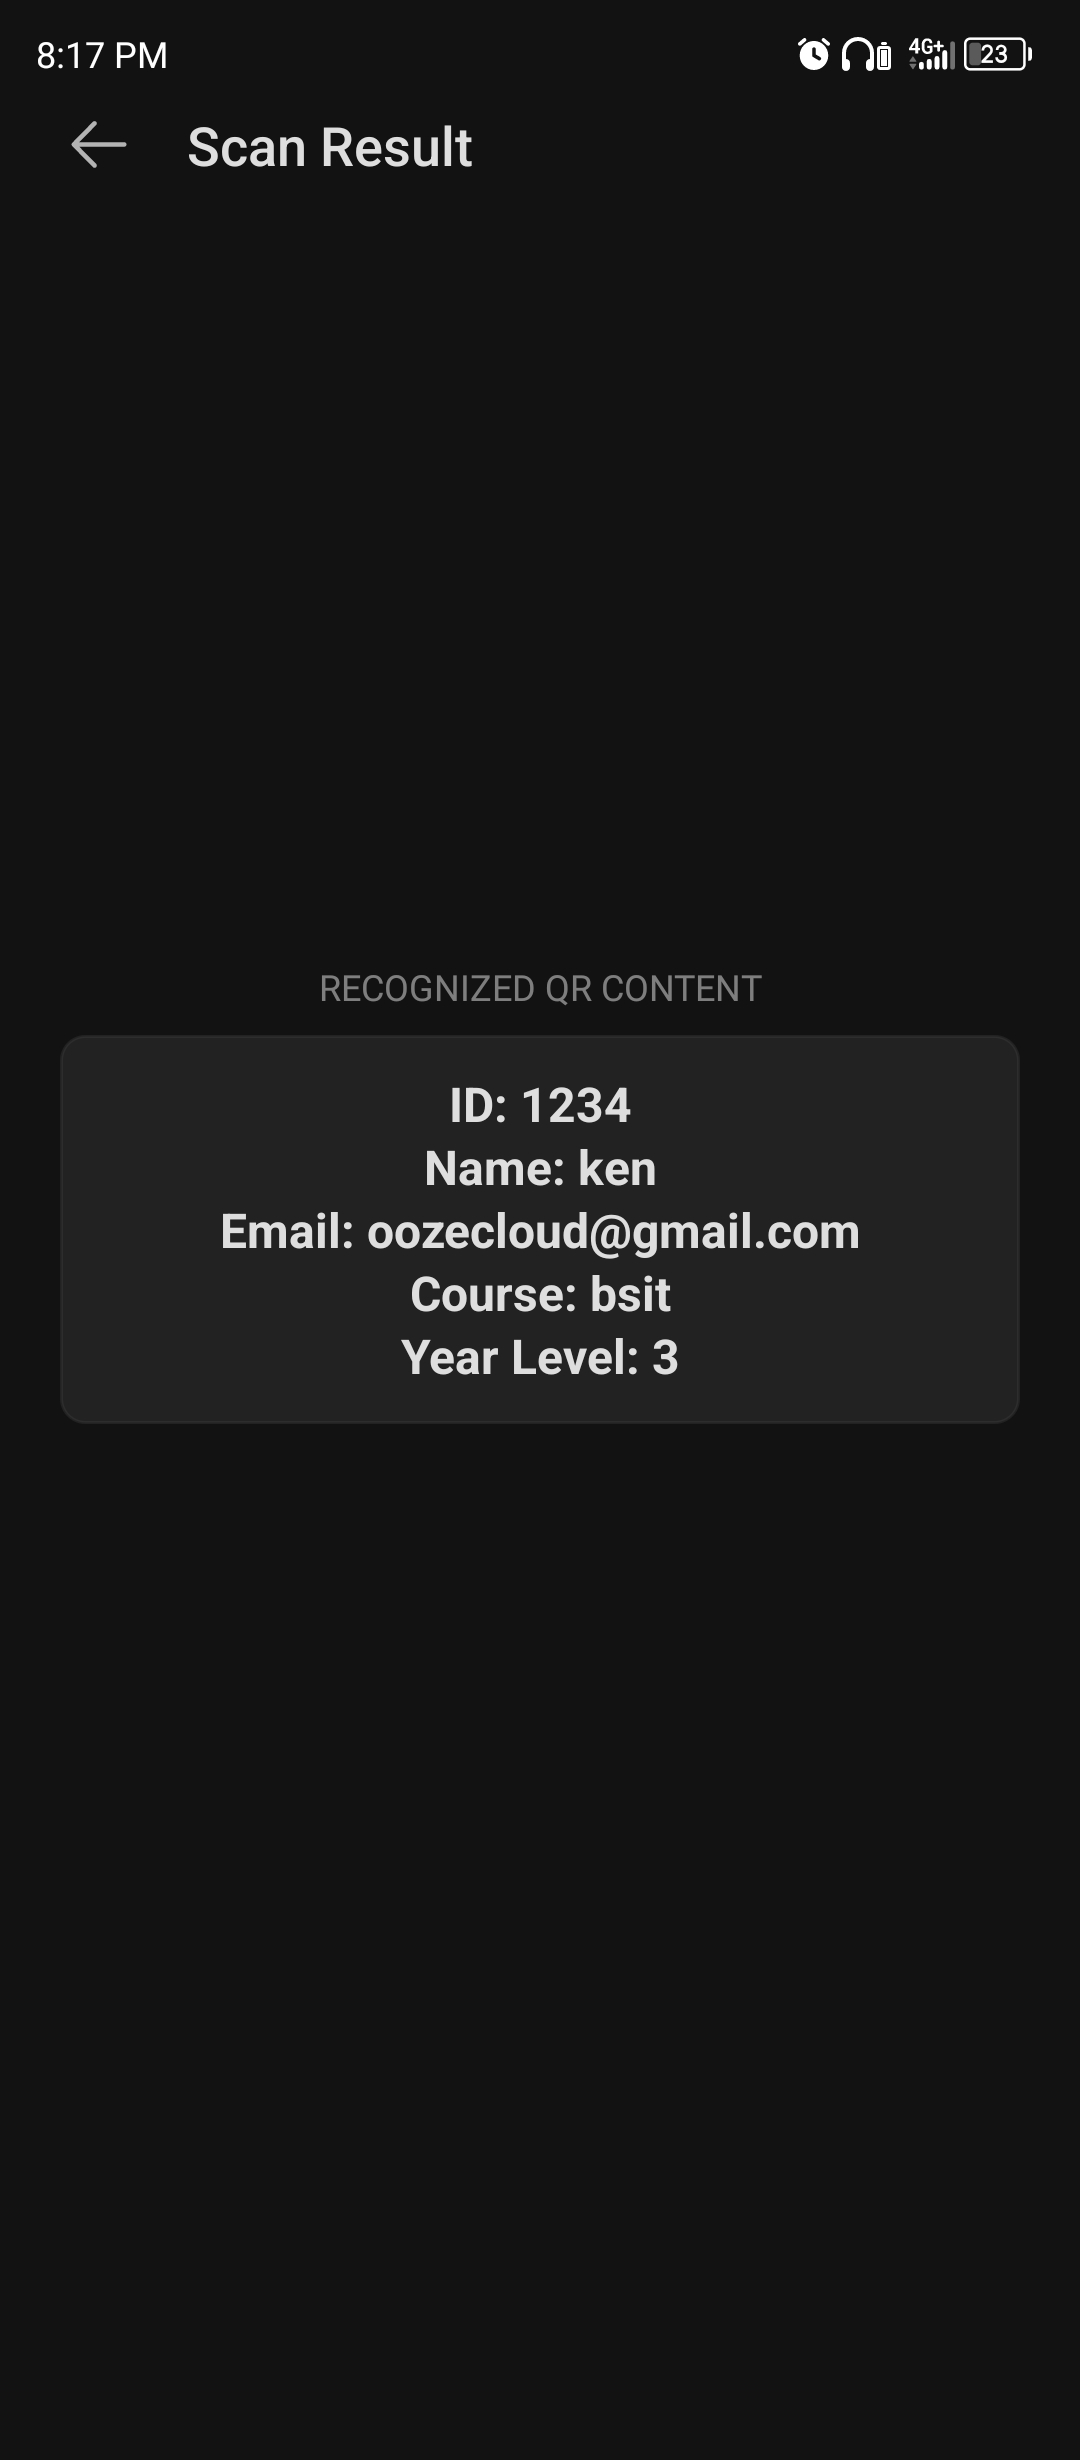 8:17 PM
4G+
23
Scan Result
RECOGNIZED QR CONTENT
ID: 1234
Name: ken
Email: oozecloud@gmail.com
Course: bsit
Year Level: 3